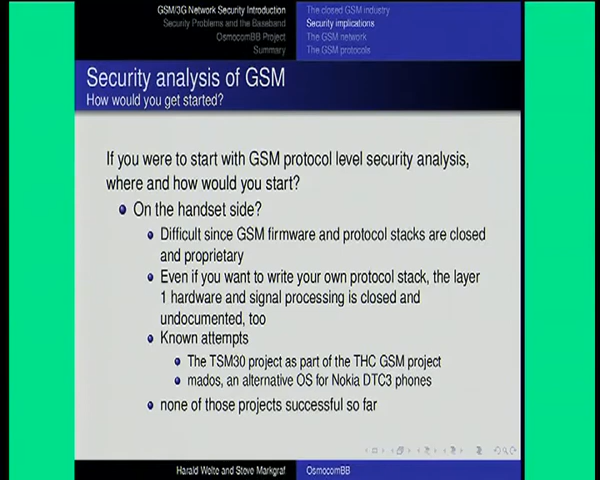 GSM/3G Network Security Introduction
Security Problems and the Baseband
OsmocomBB Project
Summary
The closed GSM industry
Security implications
The GSM network
The GSM protocols
Security analysis of GSM
How would you get started?
If you were to start with GSM protocol level security analysis,
where and how would you start?
On the handset side?
Difficult since GSM firmware and protocol stacks are closed
and proprietary
Even if you want to write your own protocol stack, the layer
1 hardware and signal processing is closed and
undocumented, too
Known attempts
The TSM30 project as part of the THC GSM project
mados, an alternative OS for Nokia DTC3 phones
none of those projects successful so far
Harald Welte and Steve Markgraf
OsmocomBB